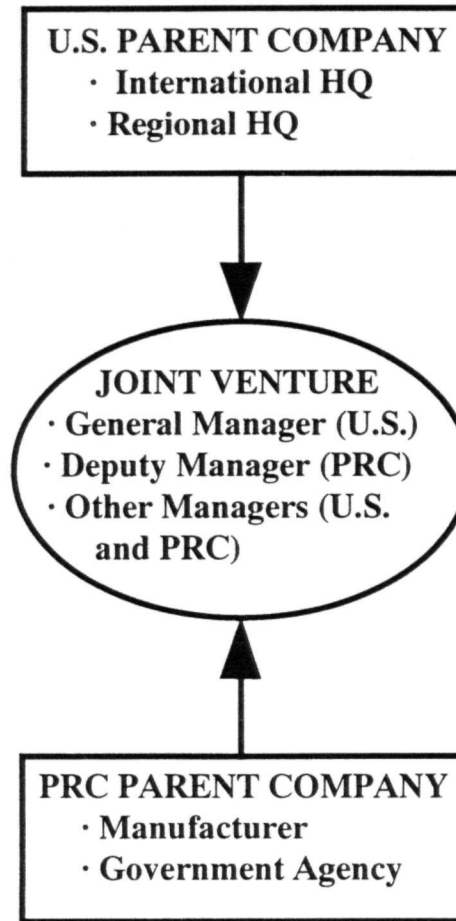 U.S. PARENT COMPANY
· International HQ
· Regional HQ
JOINT VENTURE
· General Manager (U.S.)
· Deputy Manager (PRC)
· Other Managers (U.S.
and PRC)
PRC PARENT COMPANY
· Manufacturer
· Government Agency